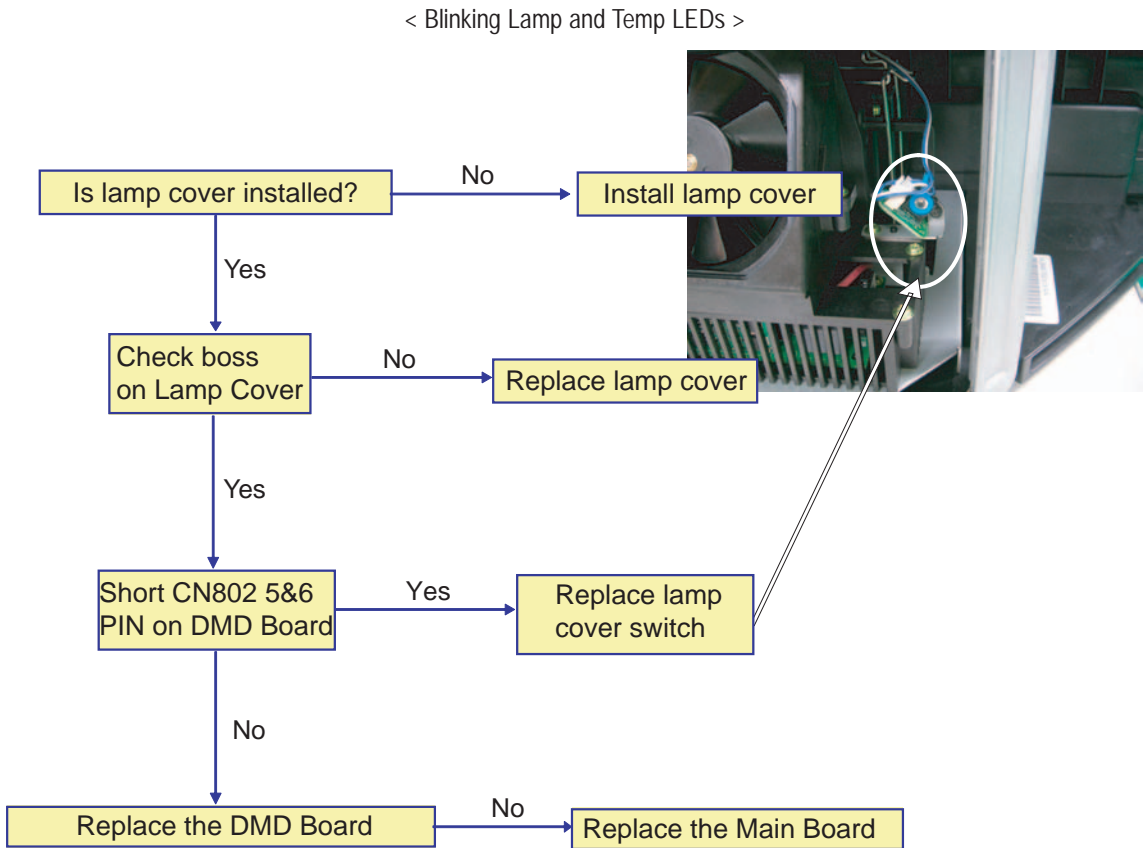 < Blinking Lamp and Temp LEDs >
Is lamp cover installed?
No
Install lamp cover
Yes
Check boss
on Lamp Cover
No
Replace lamp cover
Yes
Short CN802 5&6
PIN on DMD Board
Yes
Replace lamp
cover switch
No
Replace the DMD Board
No
Replace the Main Board